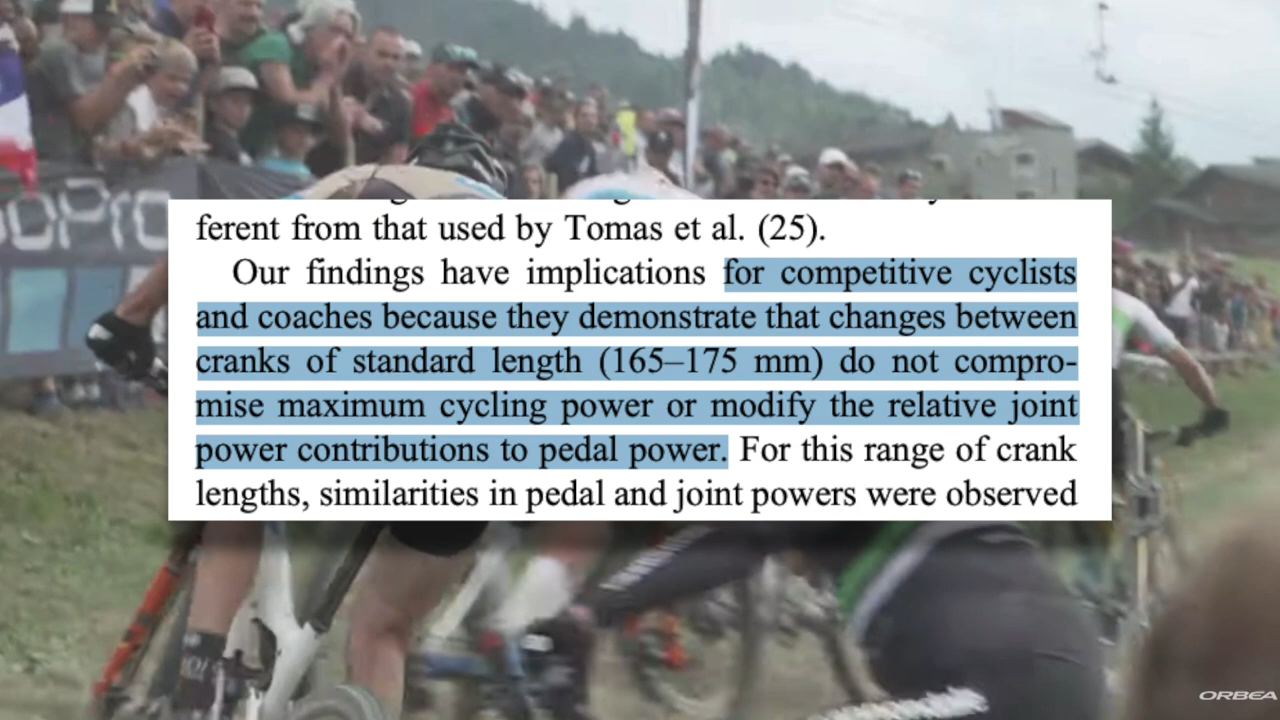 ferent from that used by Tomas et al. (25).
Our findings have implications for competitive cyclists
and coaches because they demonstrate that changes between
cranks of standard length (165–175 mm) do not compro-
mise maximum cycling power or modify the relative joint
power contributions to pedal power. For this range of crank
lengths, similarities in pedal and joint powers were observed
ORBEA